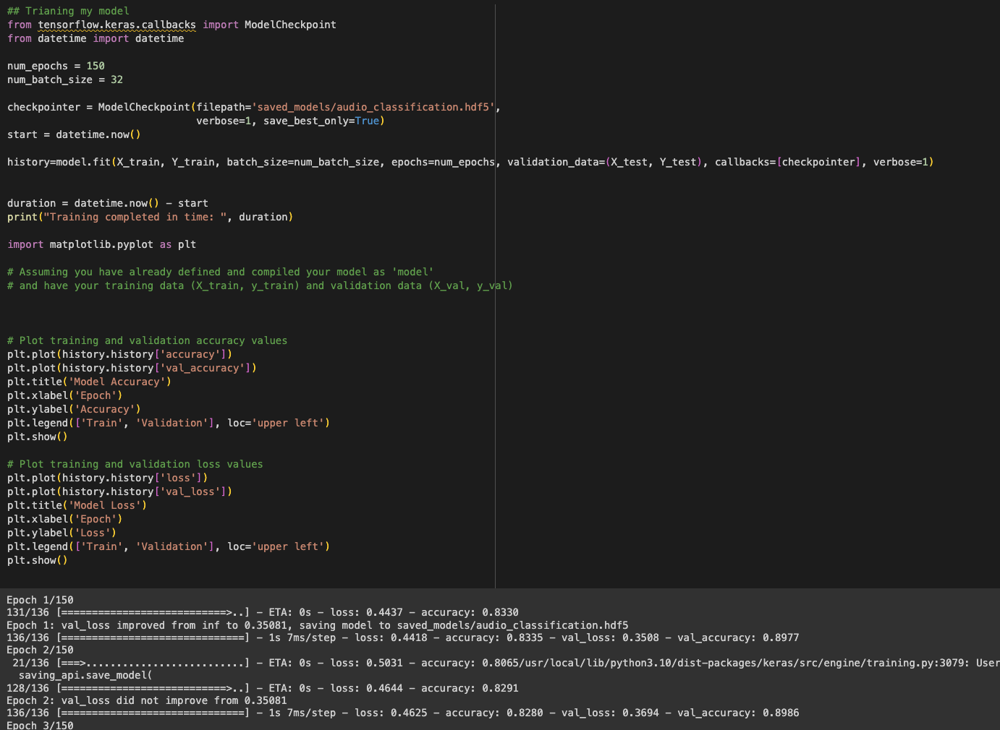 ## Trianing my model
from tensorflow.keras.callbacks import ModelCheckpoint
from datetime import datetime
num_epochs = 150
num_batch_size = 32
checkpointer = ModelCheckpoint(filepath='saved_models/audio_classification.hdf5',
verbose=1, save_best_only=True)
start = datetime.now()
history=model.fit(X_train, Y_train, batch_size=num_batch_size, epochs=num_epochs, validation_data=(X_test, Y_test), callbacks=[checkpointer], verbose=1)
duration = datetime.now() - start
print("Training completed in time: ", duration)
import matplotlib.pyplot as plt
# Assuming you have already defined and compiled your model as 'model'
# and have your training data (X_train, y_train) and validation data (X_val, y_val)
# Plot training and validation accuracy values
plt.plot(history.history['accuracy'])
plt.plot(history.history['val_accuracy'])
plt.title('Model Accuracy')
plt.xlabel('Epoch')
plt.ylabel('Accuracy')
plt.legend(['Train', 'Validation'], loc='upper left')
plt.show()
# Plot training and validation loss values
plt.plot(history.history['loss'])
plt.plot(history.history['val_loss'])
plt.title('Model Loss')
plt.xlabel('Epoch')
plt.ylabel('Loss')
plt.legend(['Train', 'Validation'], loc='upper left')
plt.show()
Epoch 1/150
131/136 [===========================>..] - ETA: 0s - loss: 0.4437 - accuracy: 0.8330
Epoch 1: val_loss improved from inf to 0.35081, saving model to saved_models/audio_classification.hdf5
136/136 [==============================] - 1s 7ms/step - loss: 0.4418 - accuracy: 0.8335 - val_loss: 0.3508 - val_accuracy: 0.8977
Epoch 2/150
21/136 [===>..........................] - ETA: 0s - loss: 0.5031 - accuracy: 0.8065/usr/local/lib/python3.10/dist-packages/keras/src/engine/training.py:3079: User
saving_api.save_model(
128/136 [===========================>..] - ETA: 0s - loss: 0.4644 - accuracy: 0.8291
Epoch 2: val_loss did not improve from 0.35081
136/136 [==============================] - 1s 7ms/step - loss: 0.4625 - accuracy: 0.8280 - val_loss: 0.3694 - val_accuracy: 0.8986
Epoch 3/150